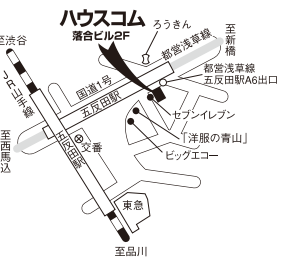 ハウスコム
落合ビル2F
ろうきん
至新橋
至渋谷
都営浅草線
JR山手線
国道1号
都営浅草線
五反田駅A6出口
五反田駅
セブンイレブン
「洋服の青山」
ビッグエコー
至西馬込
五反田駅
交番
東急
至品川